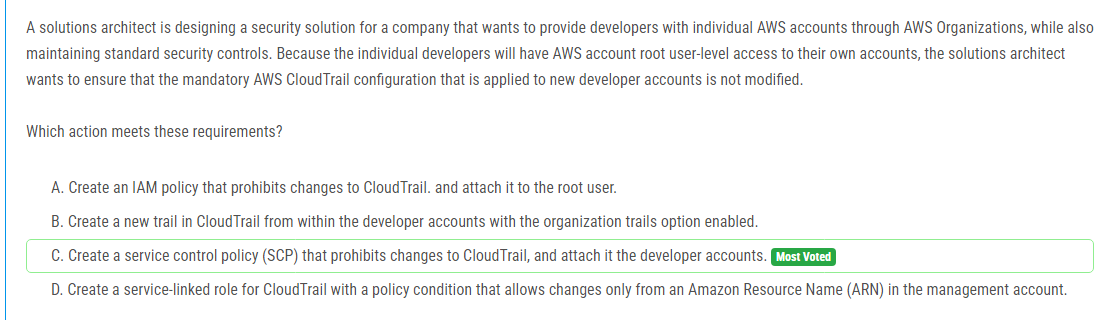 A solutions architect is designing a security solution for a company that wants to provide developers with individual AWS accounts through AWS Organizations, while also
maintaining standard security controls. Because the individual developers will have AWS account root user-level access to their own accounts, the solutions architect
wants to ensure that the mandatory AWS CloudTrail configuration that is applied to new developer accounts is not modified.
Which action meets these requirements?
A. Create an IAM policy that prohibits changes to CloudTrail. and attach it to the root user.
B. Create a new trail in CloudTrail from within the developer accounts with the organization trails option enabled.
C. Create a service control policy (SCP) that prohibits changes to CloudTrail, and attach it the developer accounts. Most Voted
D. Create a service-linked role for CloudTrail with a policy condition that allows changes only from an Amazon Resource Name (ARN) in the management account.